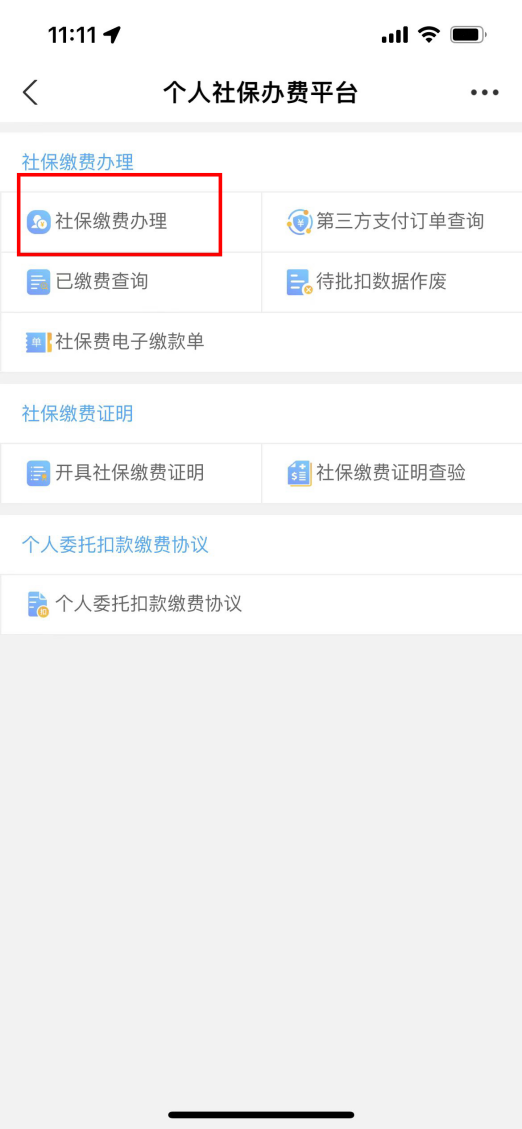 11:11
个人社保办费平台
社保缴费办理
社保缴费办理
第三方支付订单查询
已缴费查询
待批扣数据作废
单 社保费电子缴款单
社保缴费证明
开具社保缴费证明
社保缴费证明查验
个人委托扣款缴费协议
个人委托扣款缴费协议